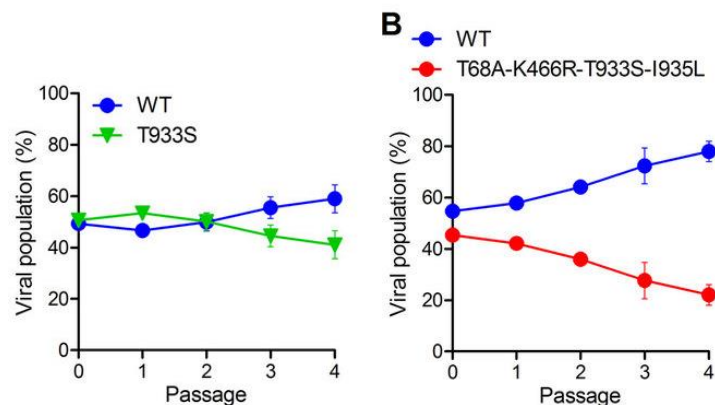 WT
T933S
Viral population (%)
100
80
60
40
20
0
0 1 2 3 4
Passage
B
WT
T68A-K466R-T933S-I935L
Viral population (%)
100
80
60
40
20
0
0 1 2 3 4
Passage